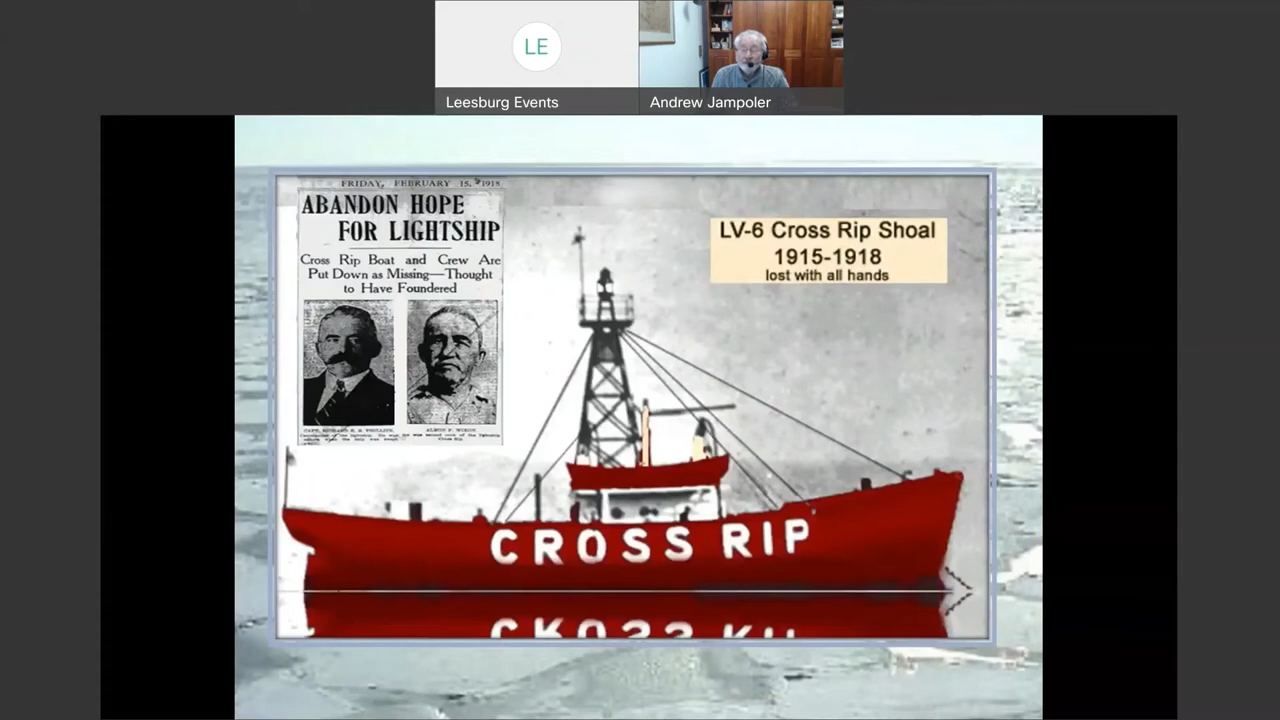 LE
Leesburg Events
Andrew Jampoler
FRIDAY, FEBRUARY 15, 1918
ABANDON HOPE
FOR LIGHTSHIP
Cross Rip Boat and Crew Are
Put Down as Missing—Thought
to Have Foundered
LV-6 Cross Rip Shoal
1915-1918
lost with all hands
CROSS RIP